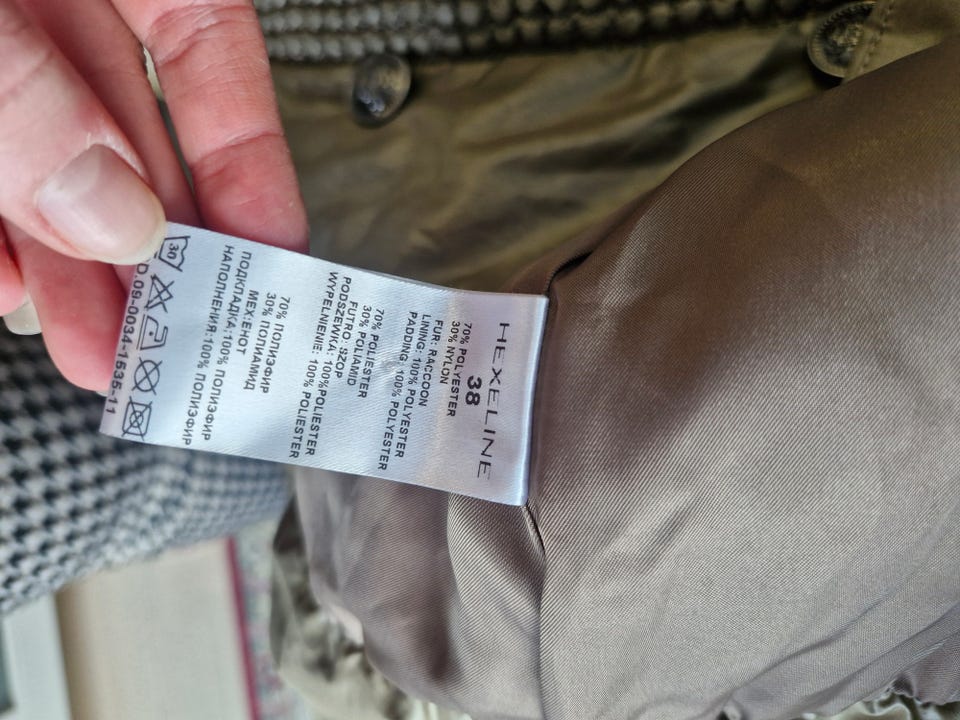 HEXELINE
38
70% POLYESTER
30% NYLON
FUR: RACCOON
LINING: 100% POLYESTER
PADDING: 100% POLYESTER
70% POLIESTER
30% POLIAMID
FUTRO: SZOP
PODSZEWKA: 100%POLIESTER
WYPEŁNIENIE: 100% POLIESTER
70% ПОЛИЭФИР
30% ПОЛИАМИД
МЕХ:ЕНОТ
ПОДКЛАДКА:100% ПОЛИЭФИР
НАПОЛНЕНИЯ:100% ПОЛИЭФИР
30
D.09-0034-1535-11